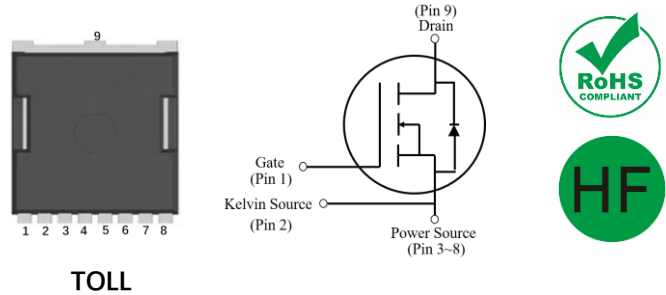 9
1 2 3 4 5 6 7 8
TOLL
(Pin 9)
Drain
Gate
(Pin 1)
Kelvin Source
(Pin 2)
Power Source
(Pin 3~8)
RoHS
COMPLIANT
HF